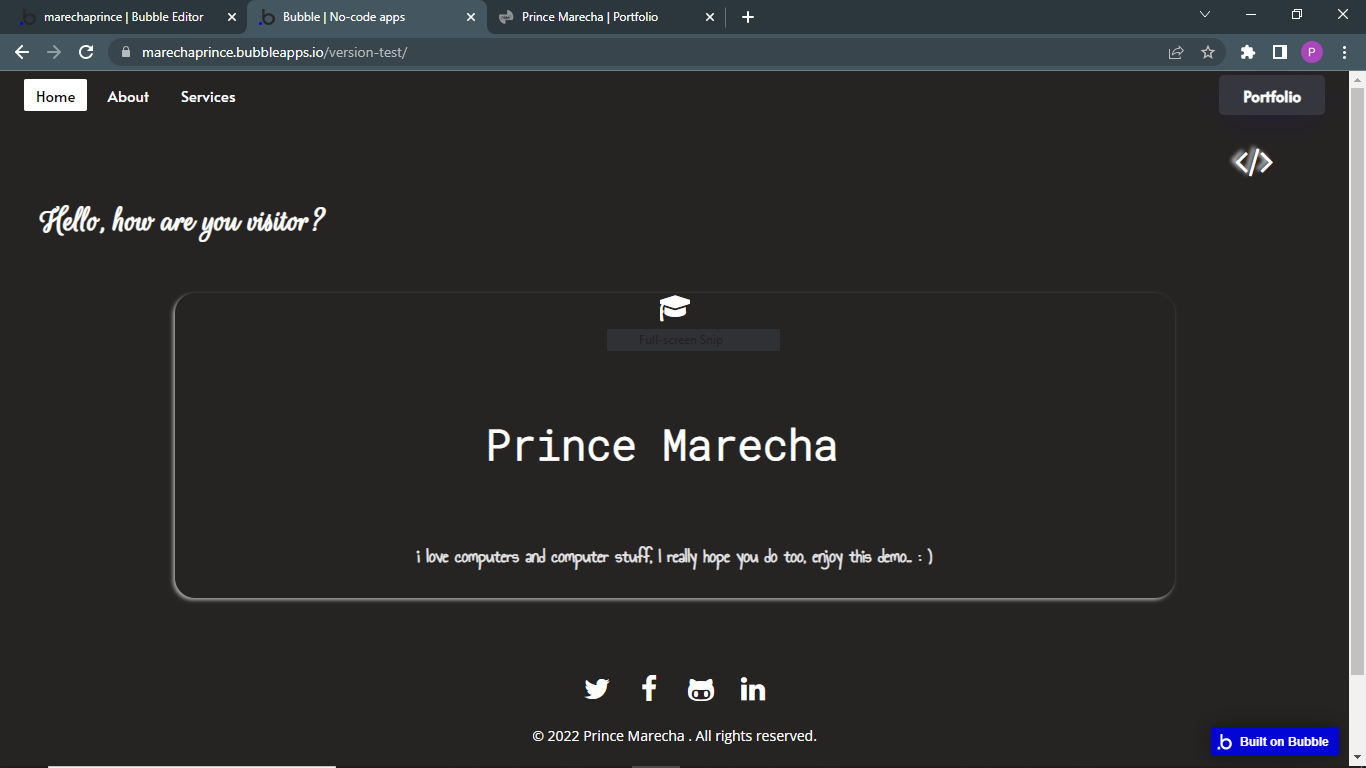 marechaprince | Bubble Editor
Bubble | No-code apps
Prince Marecha | Portfolio
marechaprince.bubbleapps.io/version-test/
P
Home
About
Services
Portfolio
</>
Hello, how are you visitor?
Full-screen Snip
Prince Marecha
i love computers and computer stuff, I really hope you do too, enjoy this demo... : )
© 2022 Prince Marecha . All rights reserved.
Built on Bubble